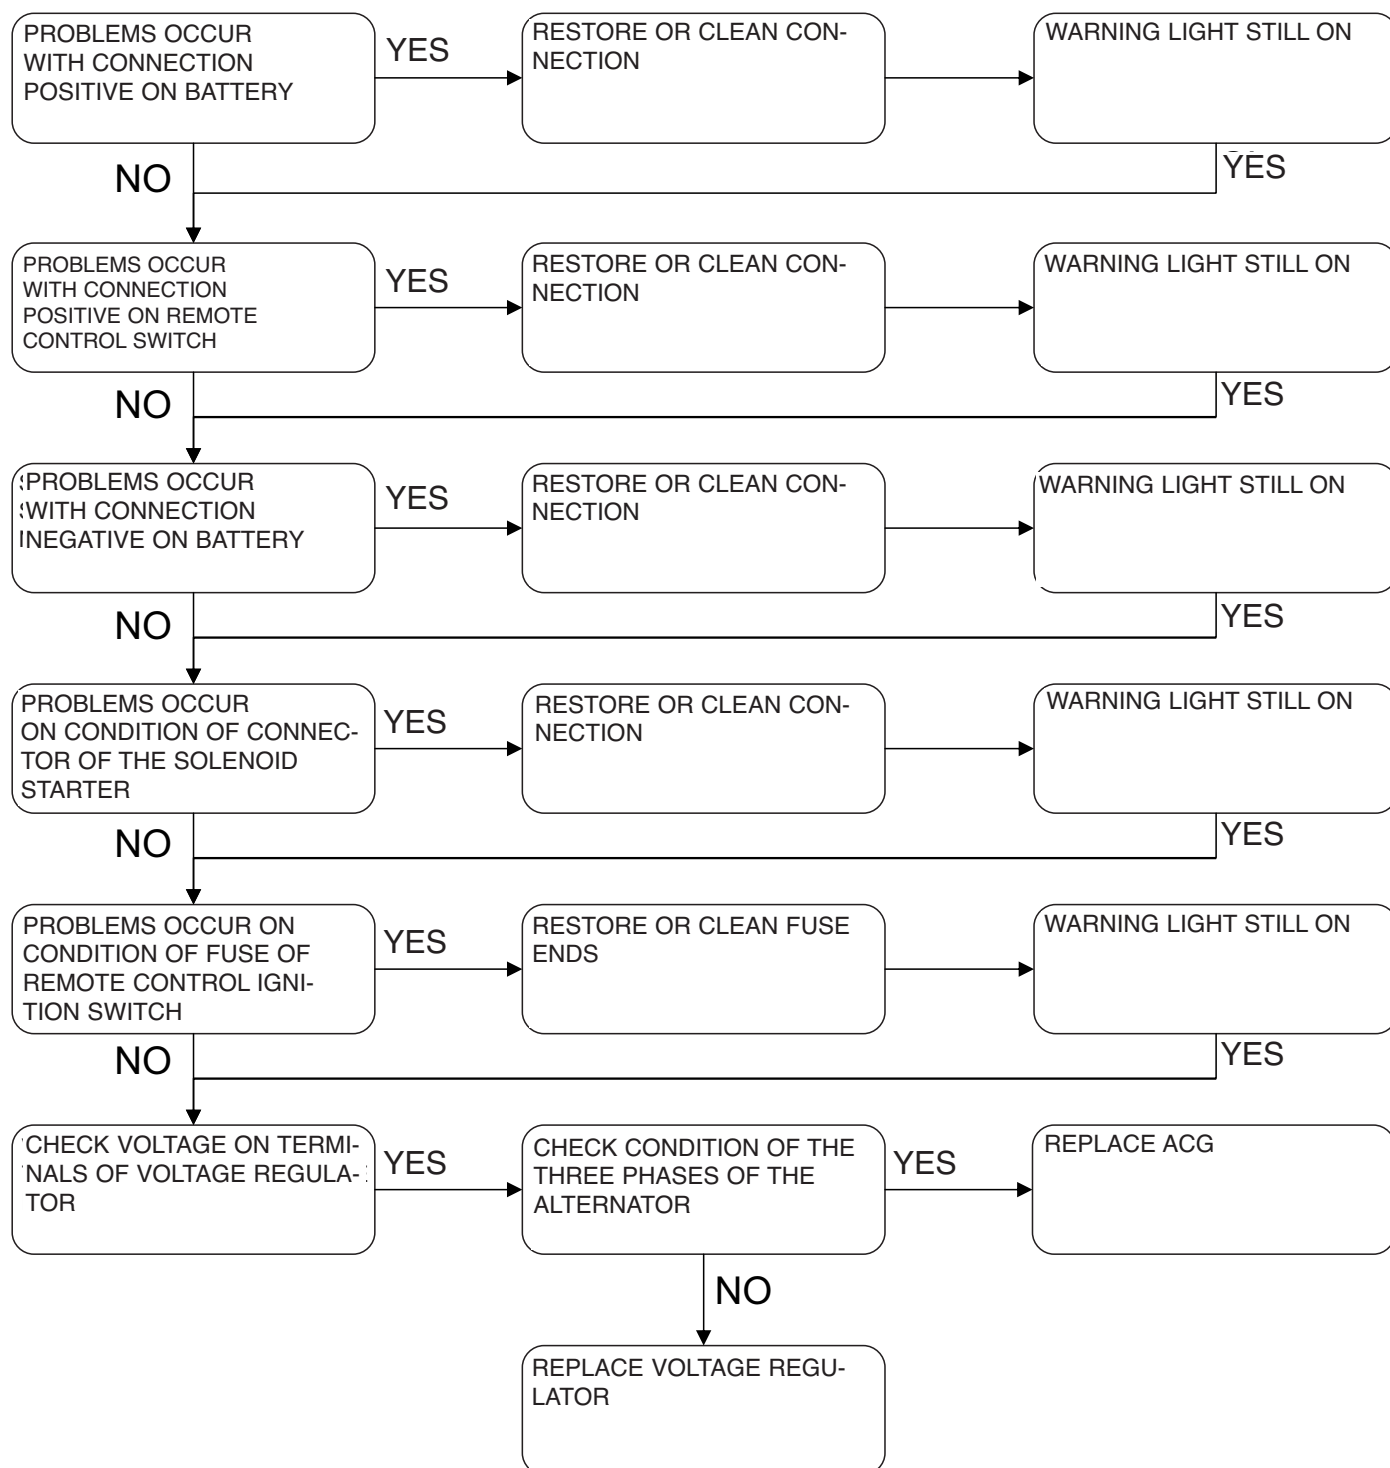 PROBLEMS OCCUR
WITH CONNECTION
POSITIVE ON BATTERY
YES
RESTORE OR CLEAN CON-
NECTION
WARNING LIGHT STILL ON
NO
YES
PROBLEMS OCCUR
WITH CONNECTION
POSITIVE ON REMOTE
CONTROL SWITCH
YES
RESTORE OR CLEAN CON-
NECTION
WARNING LIGHT STILL ON
NO
YES
PROBLEMS OCCUR
WITH CONNECTION
NEGATIVE ON BATTERY
YES
RESTORE OR CLEAN CON-
NECTION
WARNING LIGHT STILL ON
NO
YES
PROBLEMS OCCUR
ON CONDITION OF CONNEC-
TOR OF THE SOLENOID
STARTER
YES
RESTORE OR CLEAN CON-
NECTION
WARNING LIGHT STILL ON
NO
YES
PROBLEMS OCCUR ON
CONDITION OF FUSE OF
REMOTE CONTROL IGNI-
TION SWITCH
YES
RESTORE OR CLEAN FUSE
ENDS
WARNING LIGHT STILL ON
NO
YES
CHECK VOLTAGE ON TERMI-
NALS OF VOLTAGE REGULA-
TOR
YES
CHECK CONDITION OF THE
THREE PHASES OF THE
ALTERNATOR
YES
REPLACE ACG
NO
REPLACE VOLTAGE REGU-
LATOR